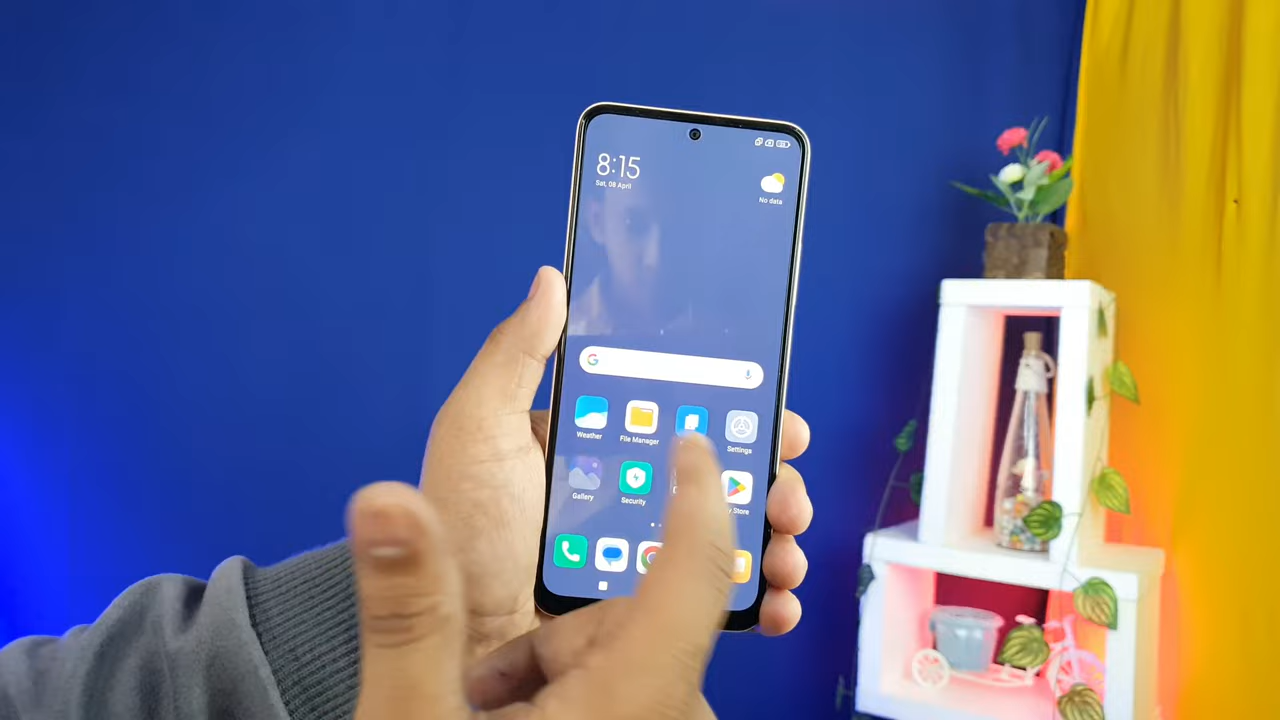 8:15
Sat, 08 April
No data
Weather
File Manager
Settings
Gallery
Security
Store